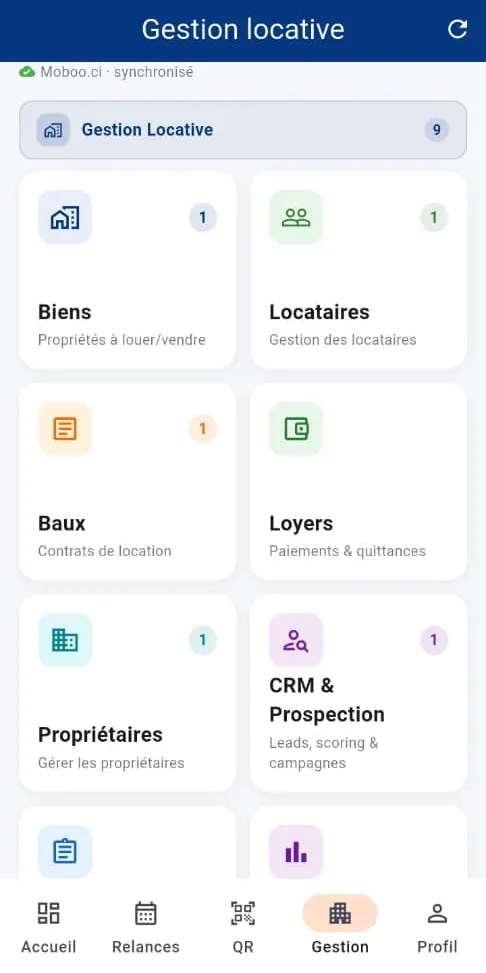 Gestion locative
Moboo.ci · synchronisé
Gestion Locative
9
1
Biens
Propriétés à louer/vendre
1
Locataires
Gestion des locataires
1
Baux
Contrats de location
Loyers
Paiements & quittances
1
Propriétaires
Gérer les propriétaires
1
CRM &
Prospection
Leads, scoring &
campagnes
Accueil
Relances
QR
Gestion
Profil